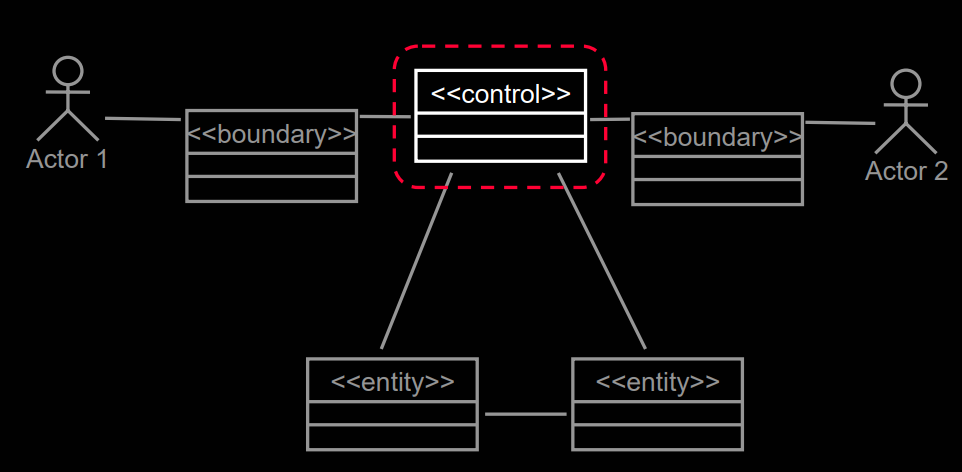 <<control>>
<<boundary>>
<<boundary>>
Actor 1
Actor 2
<<entity>>
<<entity>>